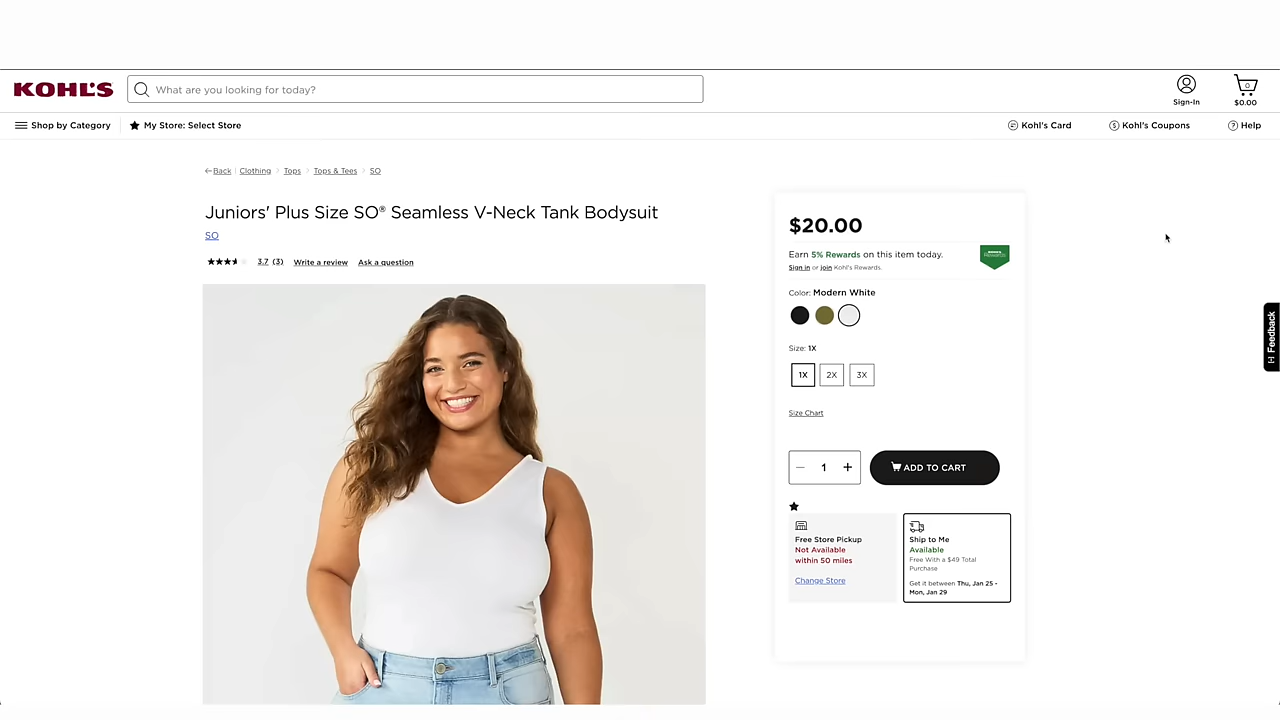 KOHL'S
What are you looking for today?
Sign-In
0
$0.00
Shop by Category
My Store: Select Store
Kohl's Card
Kohl's Coupons
Help
Back
Clothing
Tops
Tops & Tees
SO
Juniors' Plus Size SO® Seamless V-Neck Tank Bodysuit
SO
3.7 (3) Write a review Ask a question
$20.00
Earn 5% Rewards on this item today.
Sign in or join Kohl's Rewards.
Color: Modern White
Size: 1X
1X 2X 3X
Size Chart
1
ADD TO CART
Free Store Pickup
Not Available
within 50 miles
Change Store
Ship to Me
Available
Free With a $49 Total
Purchase
Get it between Thu, Jan 25 -
Mon, Jan 29
Feedback